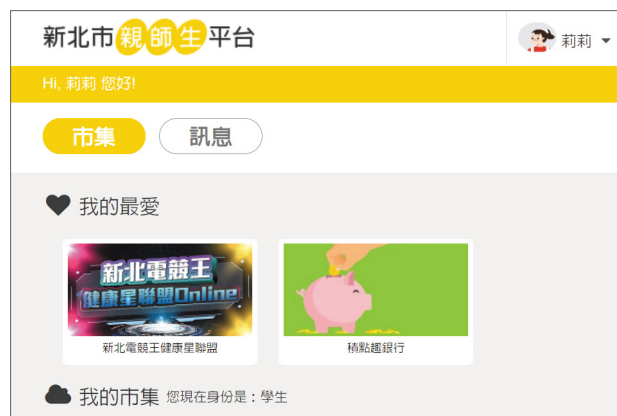 新北市親師生平台
莉莉
Hi, 莉莉 您好!
市集
訊息
我的最愛
新北電競王
健康星聯盟Online
新北電競王健康星聯盟
積點趣銀行
我的市集 您現在身份是：學生